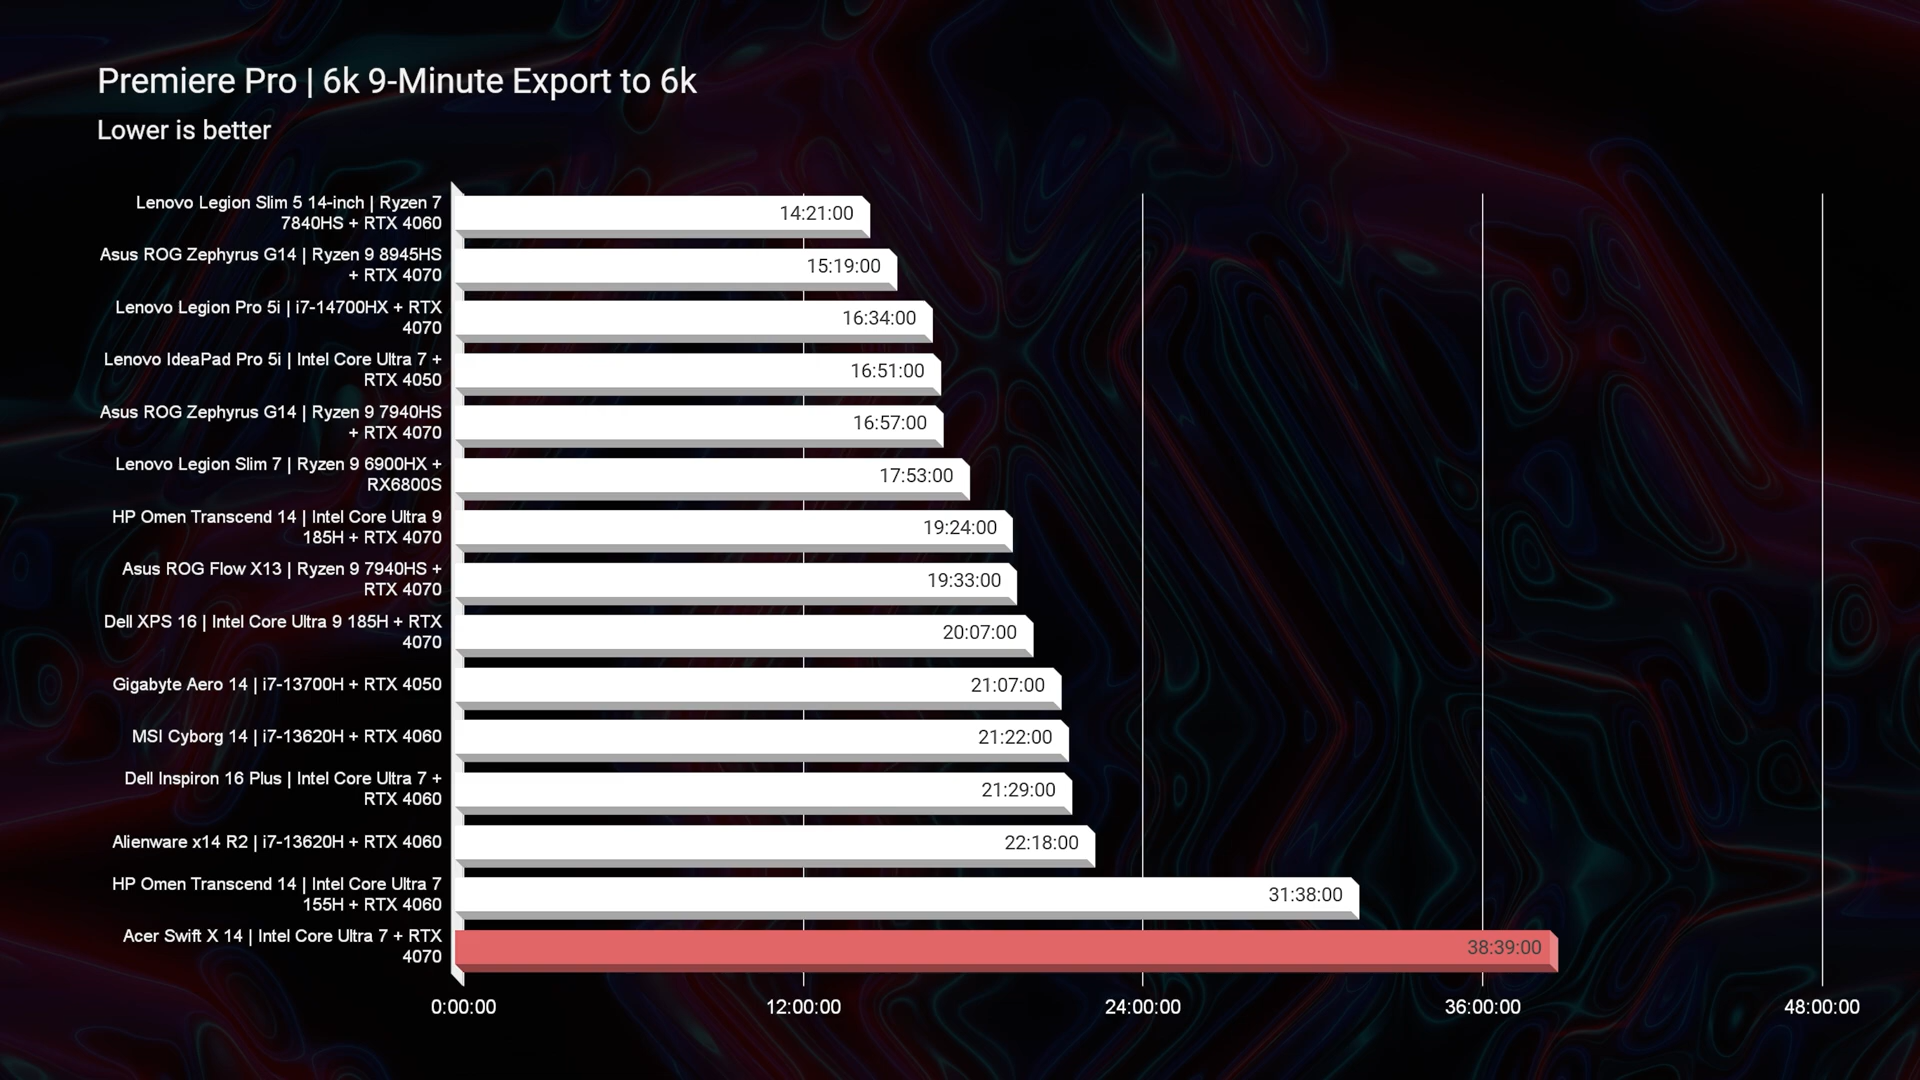 Premiere Pro | 6k 9-Minute Export to 6k
Lower is better
Lenovo Legion Slim 5 14-inch | Ryzen 7
7840HS + RTX 4060
14:21:00
Asus ROG Zephyrus G14 | Ryzen 9 8945HS
+ RTX 4070
15:19:00
Lenovo Legion Pro 5i | i7-14700HX + RTX
4070
16:34:00
Lenovo IdeaPad Pro 5i | Intel Core Ultra 7 +
RTX 4050
16:51:00
Asus ROG Zephyrus G14 | Ryzen 9 7940HS
+ RTX 4070
16:57:00
Lenovo Legion Slim 7 | Ryzen 9 6900HX +
RX6800S
17:53:00
HP Omen Transcend 14 | Intel Core Ultra 9
185H + RTX 4070
19:24:00
Asus ROG Flow X13 | Ryzen 9 7940HS +
RTX 4070
19:33:00
Dell XPS 16 | Intel Core Ultra 9 185H + RTX
4070
20:07:00
Gigabyte Aero 14 | i7-13700H + RTX 4050
21:07:00
MSI Cyborg 14 | i7-13620H + RTX 4060
21:22:00
Dell Inspiron 16 Plus | Intel Core Ultra 7 +
RTX 4060
21:29:00
Alienware x14 R2 | i7-13620H + RTX 4060
22:18:00
HP Omen Transcend 14 | Intel Core Ultra 7
155H + RTX 4060
31:38:00
Acer Swift X 14 | Intel Core Ultra 7 + RTX
4070
38:39:00
0:00:00 12:00:00 24:00:00 36:00:00 48:00:00